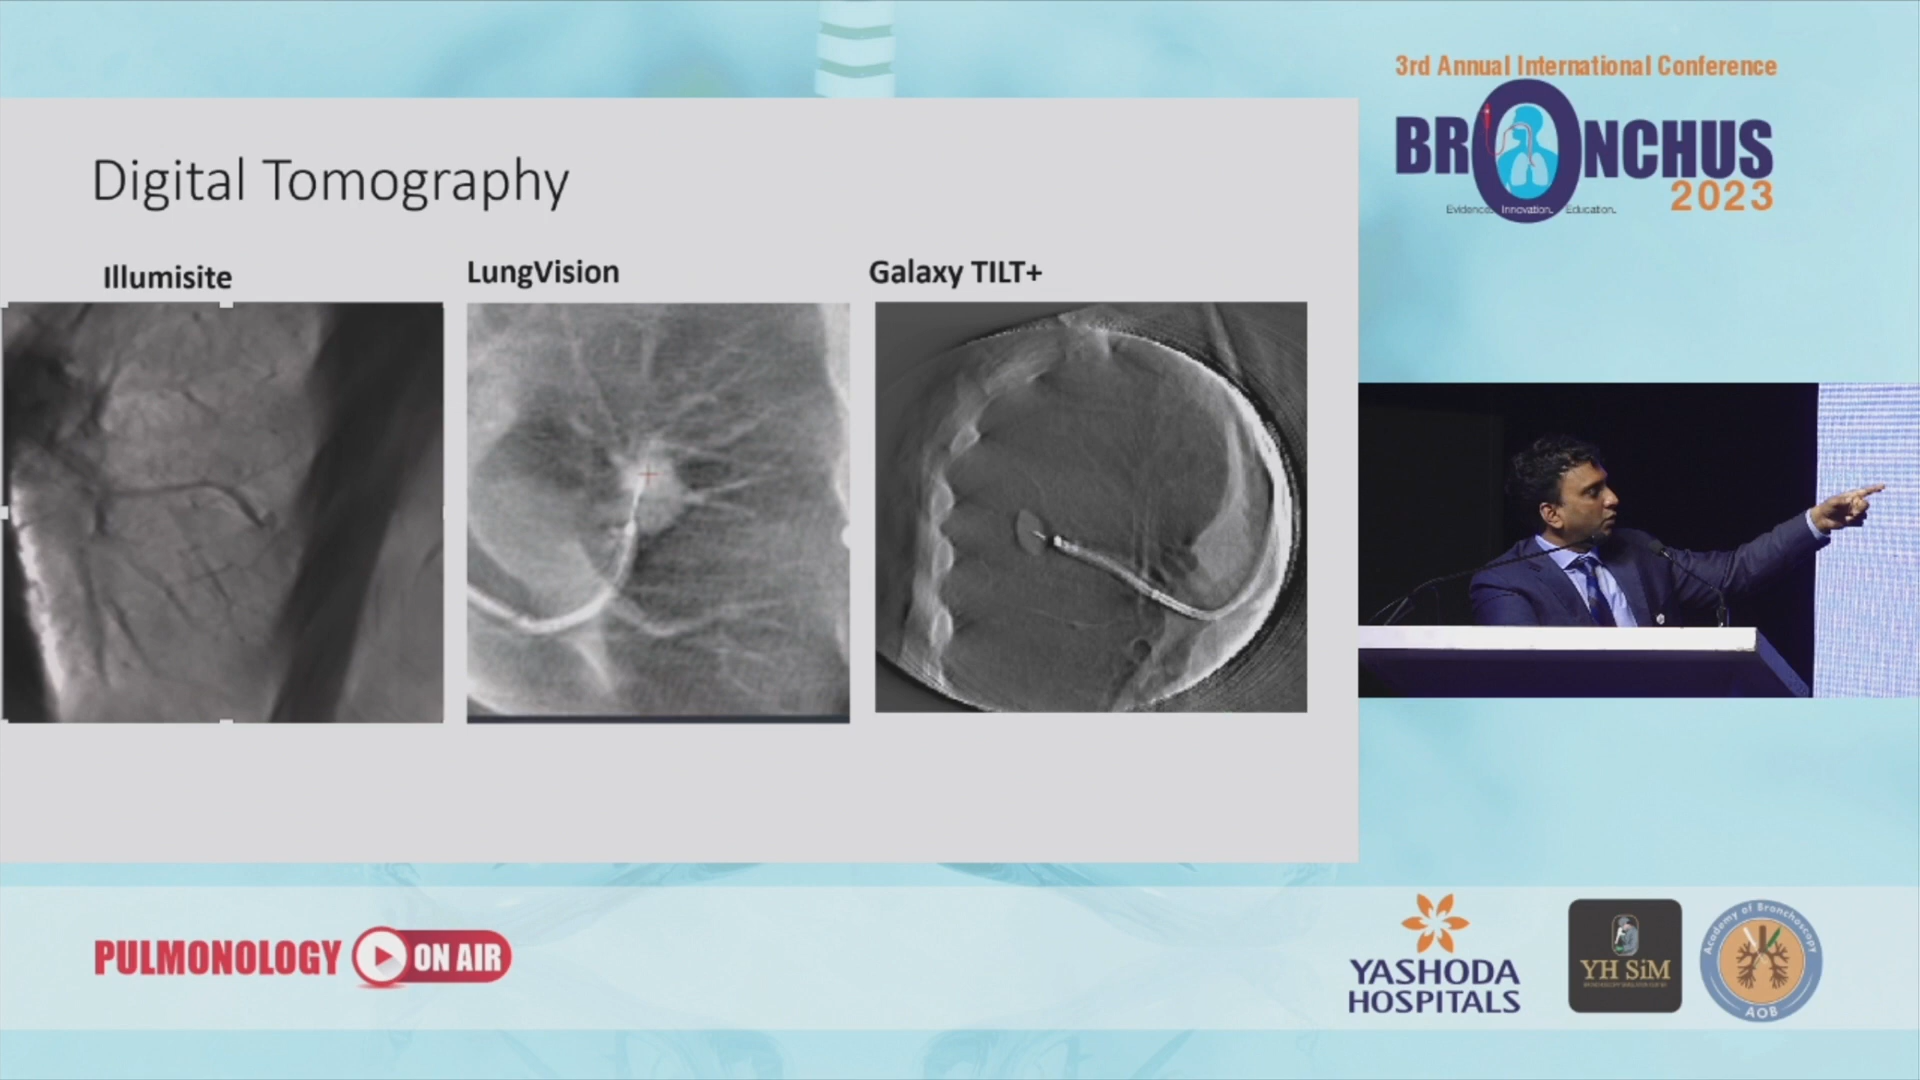 3rd Annual International Conference
BRONCHUS
2023
Evidence. Innovation. Education.
Digital Tomography
Illumisite
LungVision
Galaxy TILT+
PULMONOLOGY ON AIR
YASHODA
HOSPITALS
YH SiM
Academy of Bronchoscopy
AOB